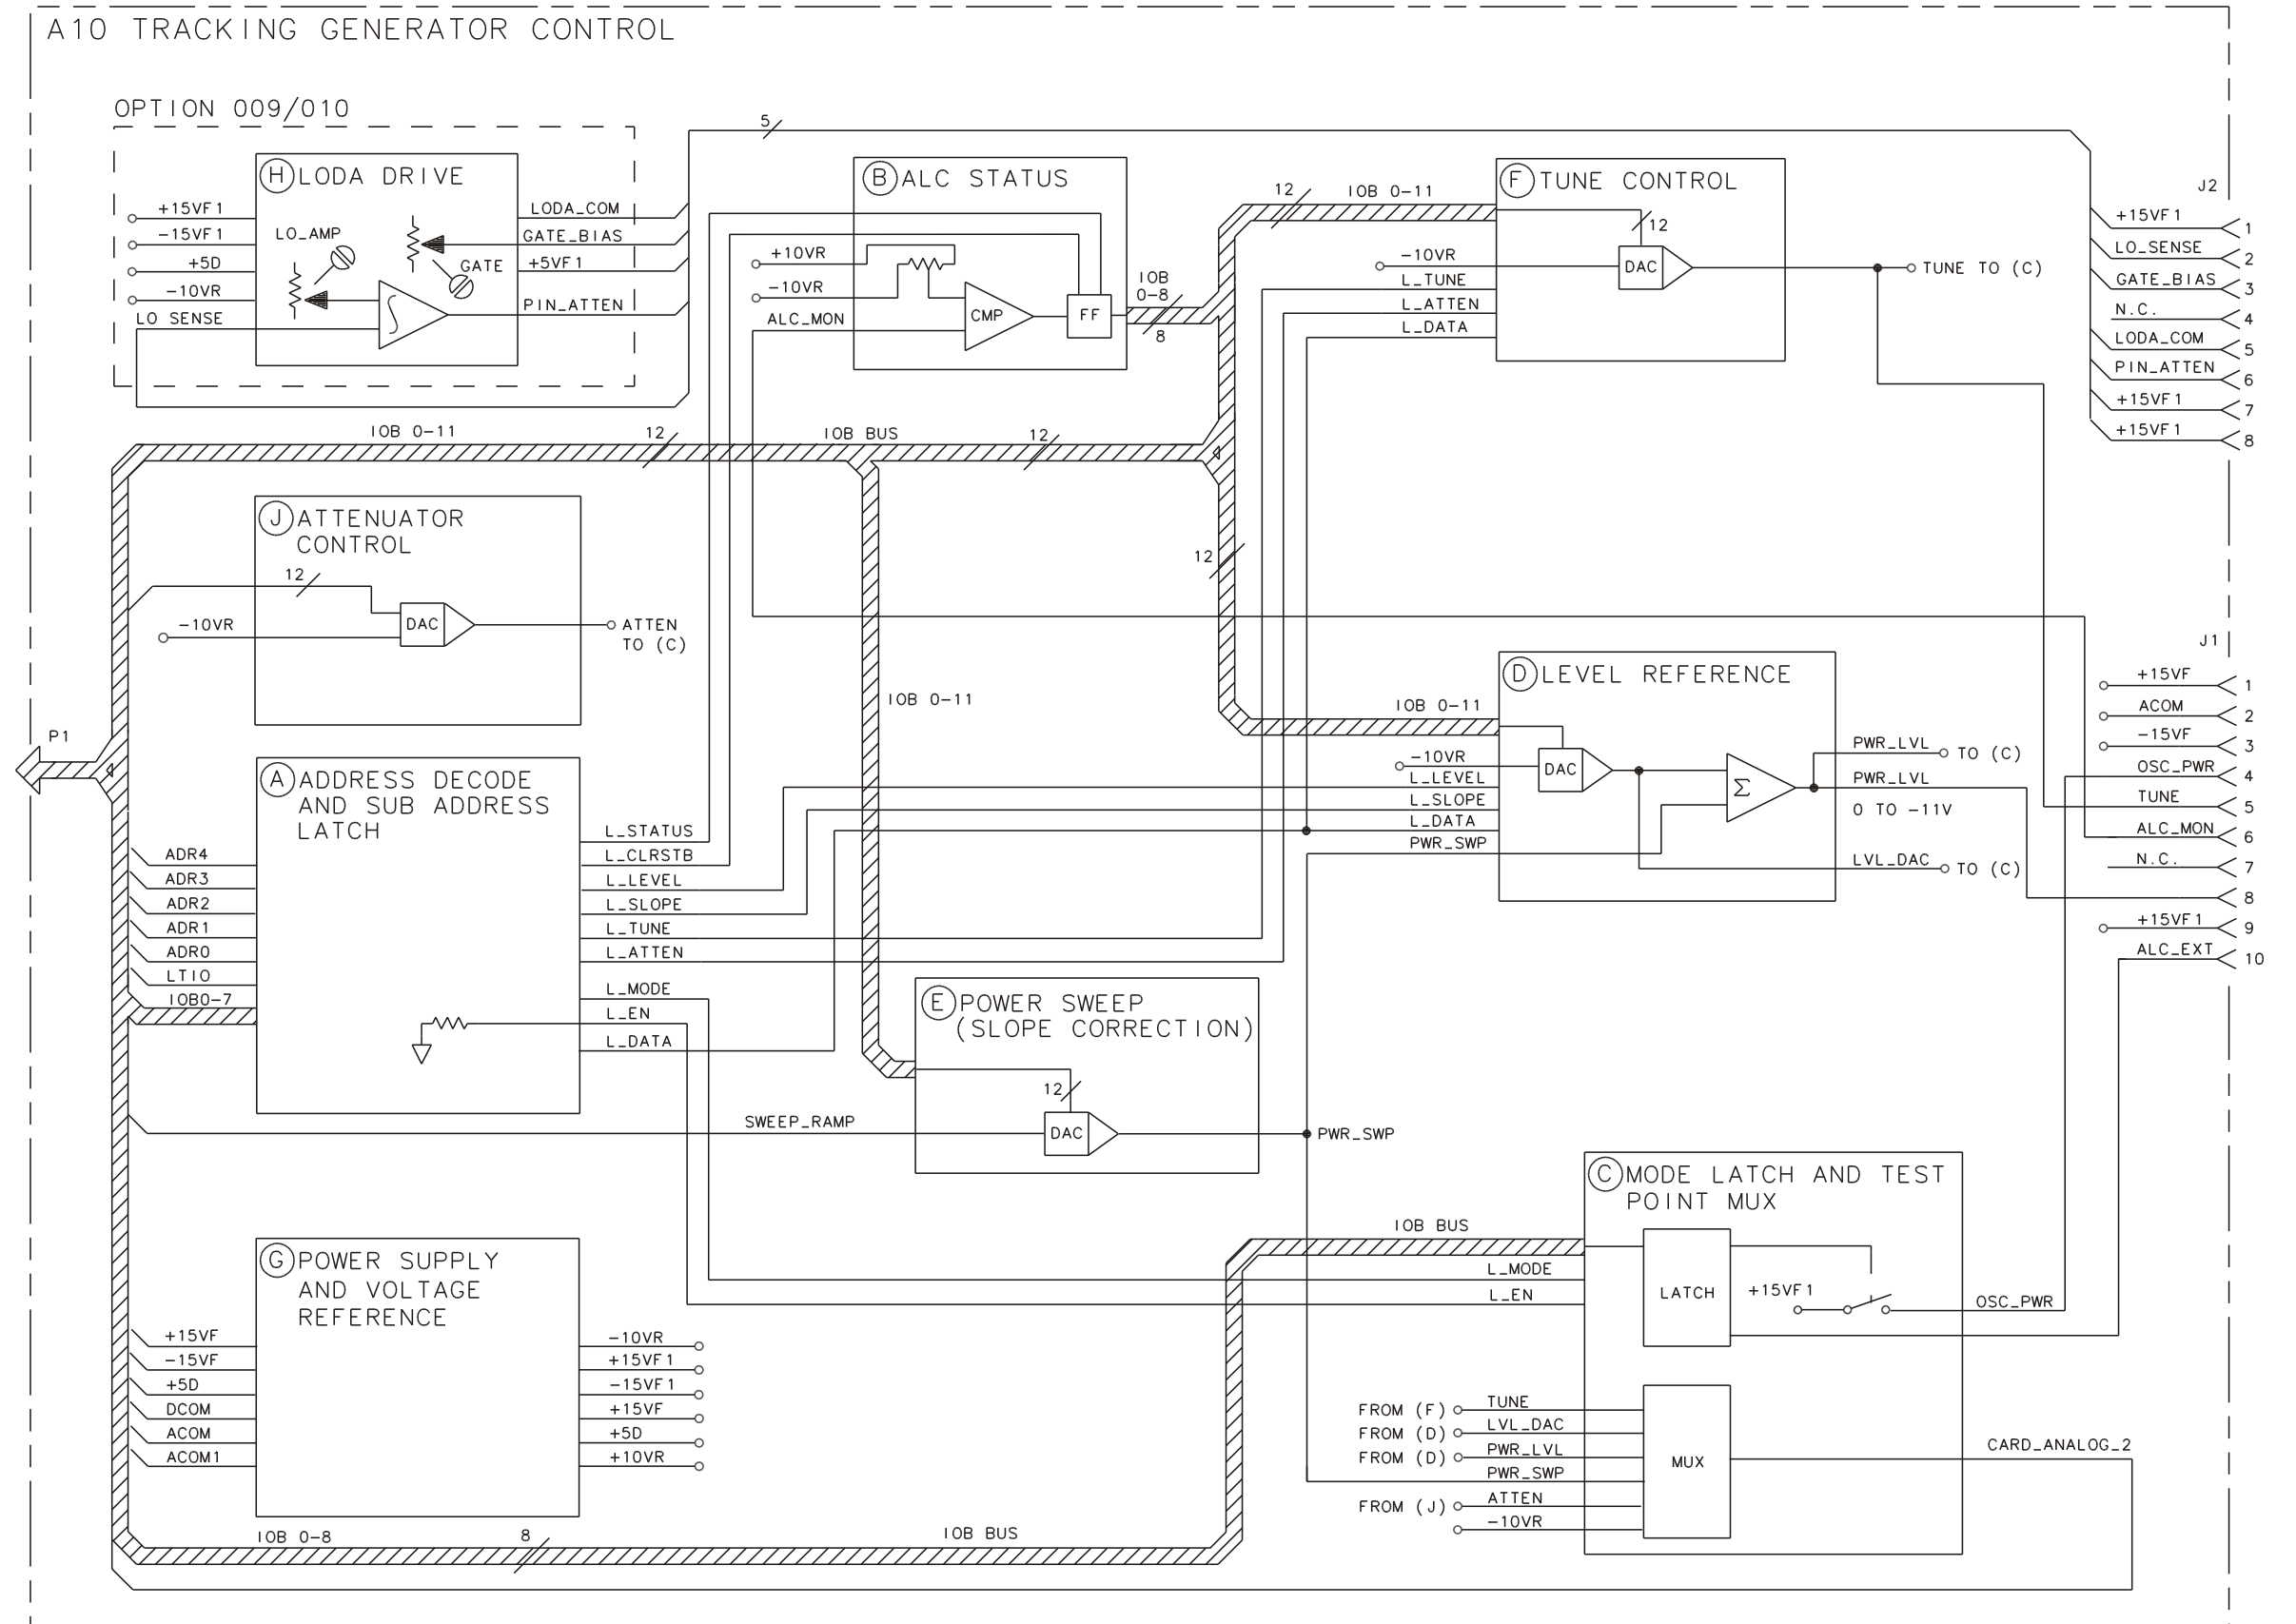 A10 TRACKING GENERATOR CONTROL
OPTION 009/010
H LODA DRIVE
+15VF1
-15VF1
+5D
-10VR
LO SENSE
LO_AMP
GATE
LODA_COM
GATE_BIAS
+5VF1
PIN_ATTEN
5
B ALC STATUS
+10VR
-10VR
ALC_MON
CMP
FF
IOB
0-8
8
12
IOB 0-11
F TUNE CONTROL
12
-10VR
DAC
L_TUNE
L_ATTEN
L_DATA
TUNE TO (C)
J2
+15VF1
1
LO_SENSE
2
GATE_BIAS
3
N.C.
4
LODA_COM
5
PIN_ATTEN
6
+15VF1
7
+15VF1
8
IOB 0-11
12
IOB BUS
12
J ATTENUATOR
CONTROL
12
-10VR
DAC
ATTEN
TO (C)
12
IOB 0-11
P1
A ADDRESS DECODE
AND SUB ADDRESS
LATCH
ADR4
ADR3
ADR2
ADR1
ADR0
LTIO
IOB0-7
L_STATUS
L_CLRSTB
L_LEVEL
L_SLOPE
L_TUNE
L_ATTEN
L_MODE
L_EN
L_DATA
D LEVEL REFERENCE
IOB 0-11
-10VR
L_LEVEL
L_SLOPE
L_DATA
PWR_SWP
DAC
Σ
PWR_LVL
TO (C)
PWR_LVL
0 TO -11V
LVL_DAC
TO (C)
J1
+15VF
1
ACOM
2
-15VF
3
OSC_PWR
4
TUNE
5
ALC_MON
6
N.C.
7
8
+15VF1
9
ALC_EXT
10
E POWER SWEEP
(SLOPE CORRECTION)
12
SWEEP_RAMP
DAC
PWR_SWP
G POWER SUPPLY
AND VOLTAGE
REFERENCE
+15VF
-15VF
+5D
DCOM
ACOM
ACOM1
-10VR
+15VF1
-15VF1
+15VF
+5D
+10VR
C MODE LATCH AND TEST
POINT MUX
IOB BUS
L_MODE
L_EN
LATCH
+15VF1
OSC_PWR
FROM (F)
TUNE
FROM (D)
LVL_DAC
FROM (D)
PWR_LVL
PWR_SWP
FROM (J)
ATTEN
-10VR
MUX
CARD_ANALOG_2
IOB 0-8
8
IOB BUS